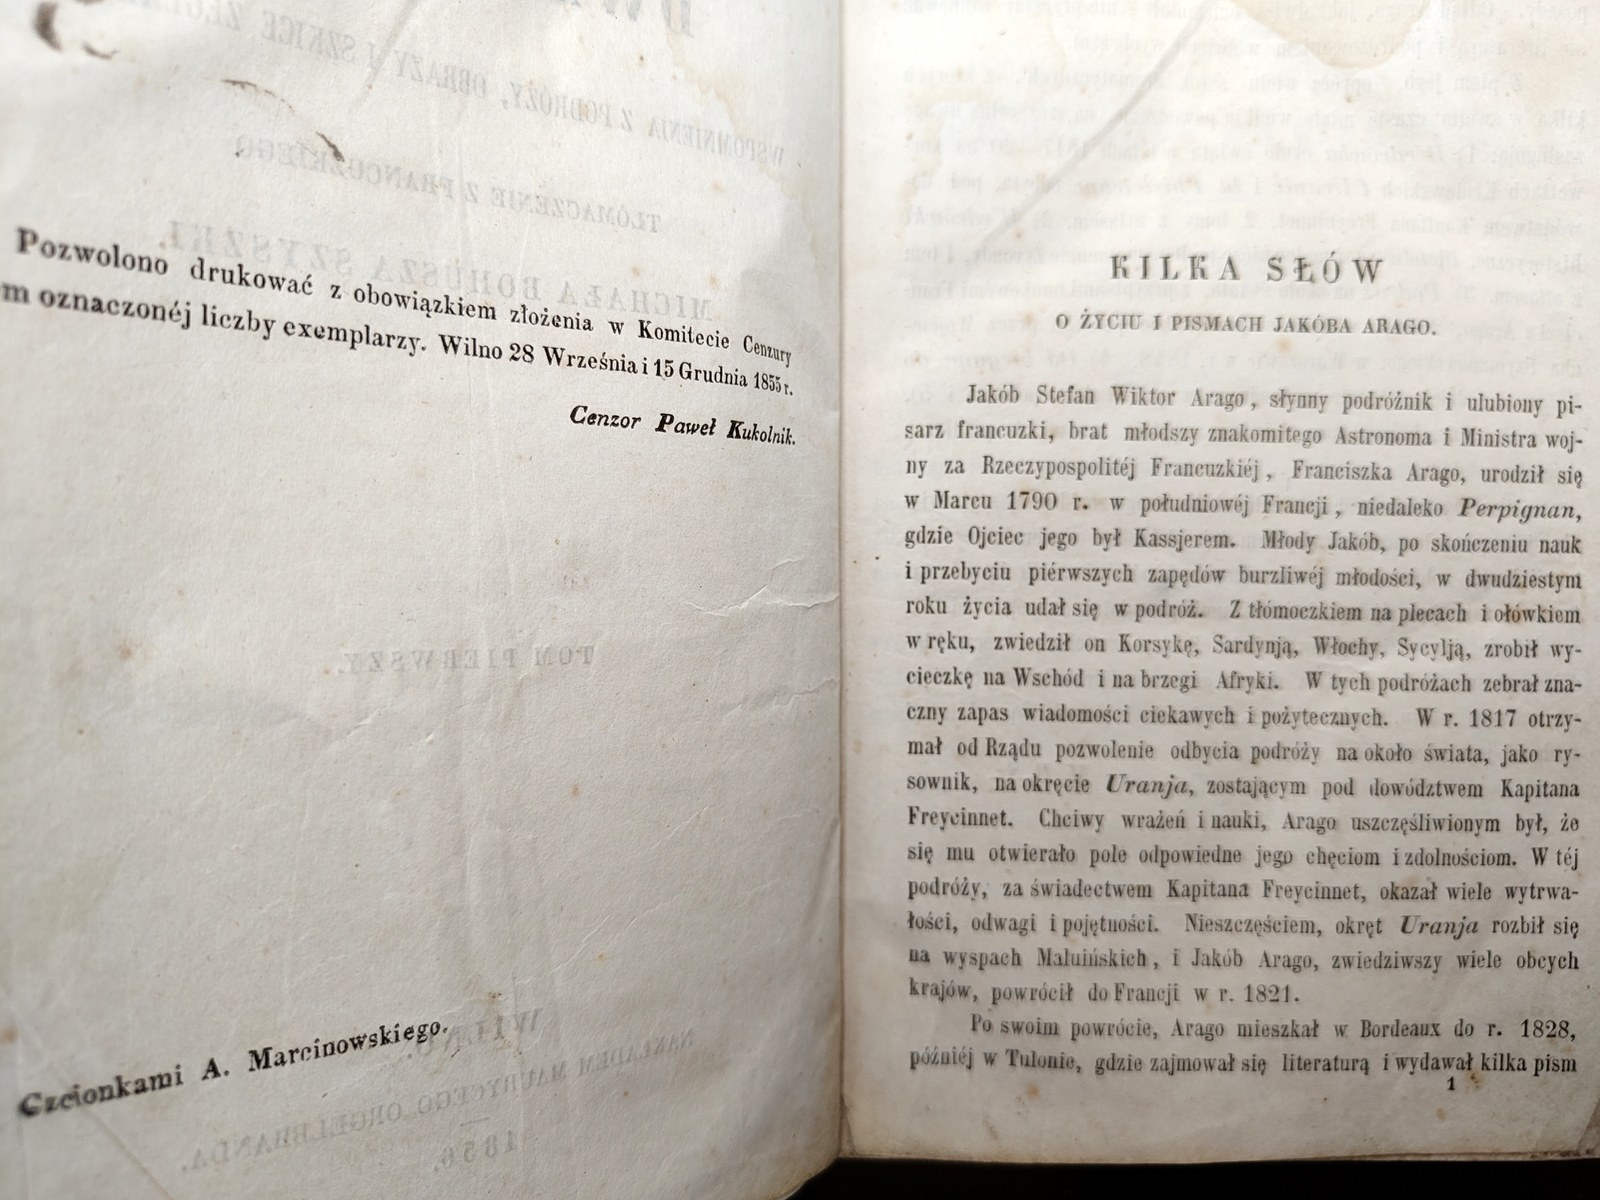 Pozwolono drukować z obowiązkiem złożenia w Komitecie Cenzury
m oznaczonéj liczby exemplarzy. Wilno 28 Września i 15 Grudnia 1855 r.
Cenzor Paweł Kukolnik.
TOM PIERWSZY.
Czcionkami A. Marcinowskiego.
KILKA SŁÓW
O ŻYCIU I PISMACH JAKÓBA ARAGO.
Jakób Stefan Wiktor Arago, słynny podróżnik i ulubiony pi-
sarz francuzki, brat młodszy znakomitego Astronoma i Ministra woj-
ny za Rzeczypospolitéj Francuzkiéj, Franciszka Arago, urodził się
w Marcu 1790 r. w południowéj Francji, niedaleko Perpignan,
gdzie Ojciec jego był Kassjerem. Młody Jakób, po skończeniu nauk
i przebyciu piérwszych zapędów burzliwéj młodości, w dwudziestym
roku życia udał się w podróż. Z tłómoczkiem na plecach i ołówkiem
w ręku, zwiedził on Korsykę, Sardynją, Włochy, Sycylją, zrobił wy-
cieczkę na Wschód i na brzegi Afryki. W tych podróżach zebrał zna-
czny zapas wiadomości ciekawych i pożytecznych. W r. 1817 otrzy-
mał od Rządu pozwolenie odbycia podróży na około świata, jako ry-
sownik, na okręcie Uranja, zostającym pod dowództwem Kapitana
Freycinnet. Chciwy wrażeń i nauki, Arago uszczęśliwionym był, że
się mu otwierało pole odpowiedne jego chęciom i zdolnościom. W téj
podróży, za świadectwem Kapitana Freycinnet, okazał wiele wytrwa-
łości, odwagi i pojętności. Nieszczęściem, okręt Uranja rozbił się
na wyspach Maluińskich, i Jakób Arago, zwiedziwszy wiele obcych
krajów, powrócił do Francji w r. 1821.
Po swoim powrócie, Arago mieszkał w Bordeaux do r. 1828,
późniéj w Tulonie, gdzie zajmował się literaturą i wydawał kilka pism
1